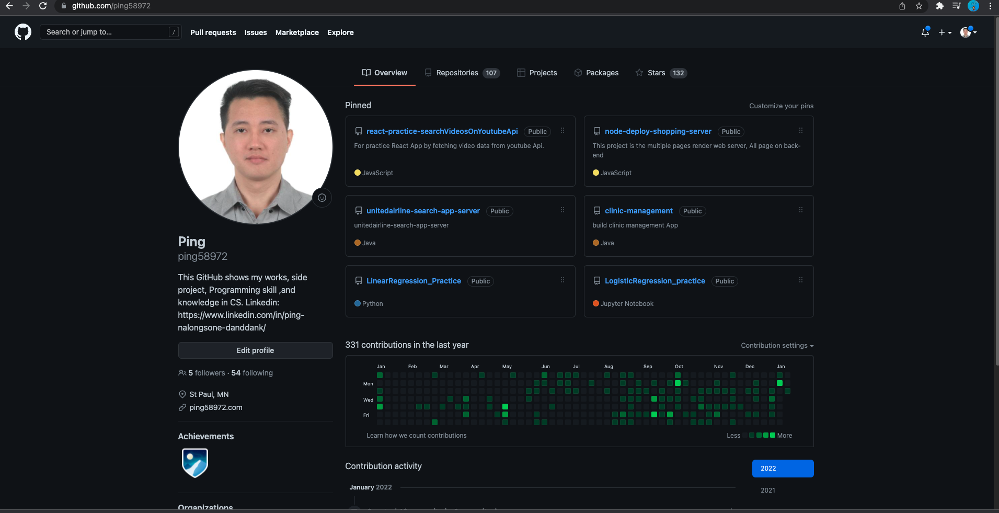 github.com/ping58972
Search or jump to...
/
Pull requests
Issues
Marketplace
Explore
Overview
Repositories 107
Projects
Packages
Stars 132
Ping
ping58972
This GitHub shows my works, side
project, Programming skill ,and
knowledge in CS. Linkedin:
https://www.linkedin.com/in/ping-
nalongsone-danddank/
Edit profile
5 followers · 54 following
St Paul, MN
ping58972.com
Achievements
Organizations
Pinned
Customize your pins
react-practice-searchVideosOnYoutubeApi Public
For practice React App by fetching video data from youtube Api.
JavaScript
node-deploy-shopping-server Public
This project is the multiple pages render web server, All page on back-
end
JavaScript
unitedairline-search-app-server Public
unitedairline-search-app-server
Java
clinic-management Public
build clinic management App
Java
LinearRegression_Practice Public
Python
LogisticRegression_practice Public
Jupyter Notebook
331 contributions in the last year
Contribution settings
Jan Feb Mar Apr May Jun Jul Aug Sep Oct Nov Dec Jan
Mon
Wed
Fri
Learn how we count contributions
Less More
Contribution activity
2022
2021
January 2022